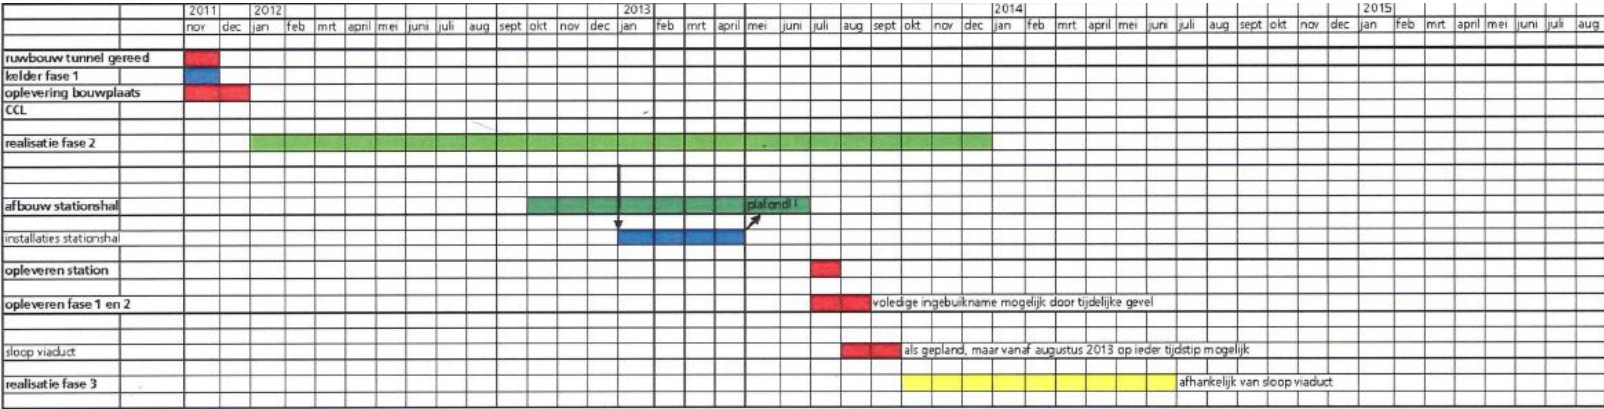 2011 2012 2013 2014 2015
nov dec jan feb mrt april mei juni juli aug sept okt nov dec jan feb mrt april mei juni juli aug sept okt nov dec jan feb mrt april mei juni juli aug sept okt nov dec jan feb mrt april mei juni juli aug
ruwbouw tunnel gereed
kelder fase 1
oplevering bouwplaats
CCL
realisatie fase 2
afbouw stationshal plafond!!
installaties stationshal
opleveren station
opleveren fase 1 en 2 voledige ingebuikname mogelijk door tijdelijke gevel
sloop viaduct als gepland, maar vanaf augustus 2013 op ieder tijdstip mogelijk
realisatie fase 3 afhankelijk van sloop viaduct